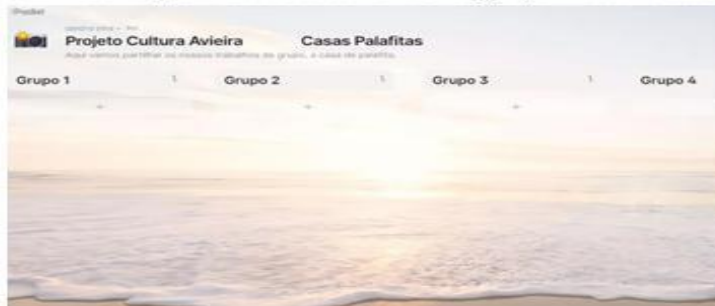 Padlet
Projeto Cultura Avieira Casas Palafitas
Aqui vamos partilhar os nossos trabalhos de grupo, a casa de palafita.
Grupo 1 Grupo 2 Grupo 3 Grupo 4